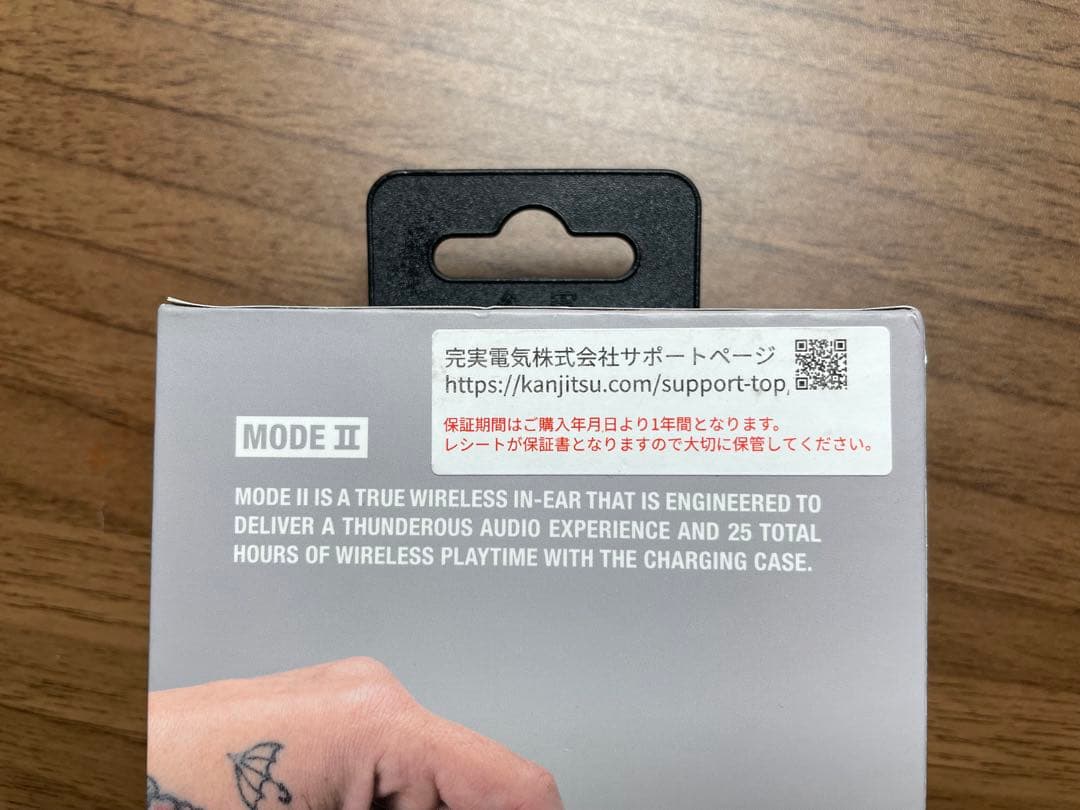 完実電気株式会社サポートページ
https://kanjitsu.com/support-top/
保証期間はご購入年月日より1年間となります。
レシートが保証書となりますので大切に保管してください。
MODE II
MODE II IS A TRUE WIRELESS IN-EAR THAT IS ENGINEERED TO
DELIVER A THUNDEROUS AUDIO EXPERIENCE AND 25 TOTAL
HOURS OF WIRELESS PLAYTIME WITH THE CHARGING CASE.